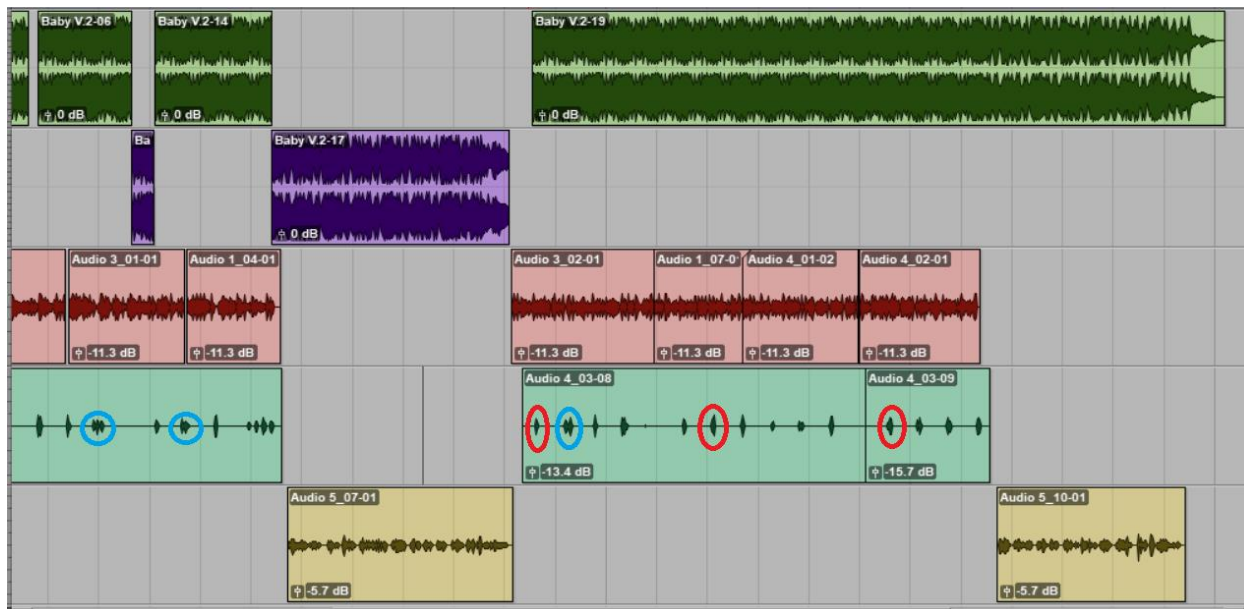 Baby V.2-06
Baby V.2-14
Baby V.2-19
0 dB
0 dB
0 dB
Ba
Baby V.2-17
0 dB
Audio 3_01-01
Audio 1_04-01
Audio 3_02-01
Audio 1_07-0
Audio 4_01-02
Audio 4_02-01
-11.3 dB
-11.3 dB
-11.3 dB
-11.3 dB
-11.3 dB
-11.3 dB
Audio 4_03-08
Audio 4_03-09
-13.4 dB
-15.7 dB
Audio 5_07-01
Audio 5_10-01
-5.7 dB
-5.7 dB